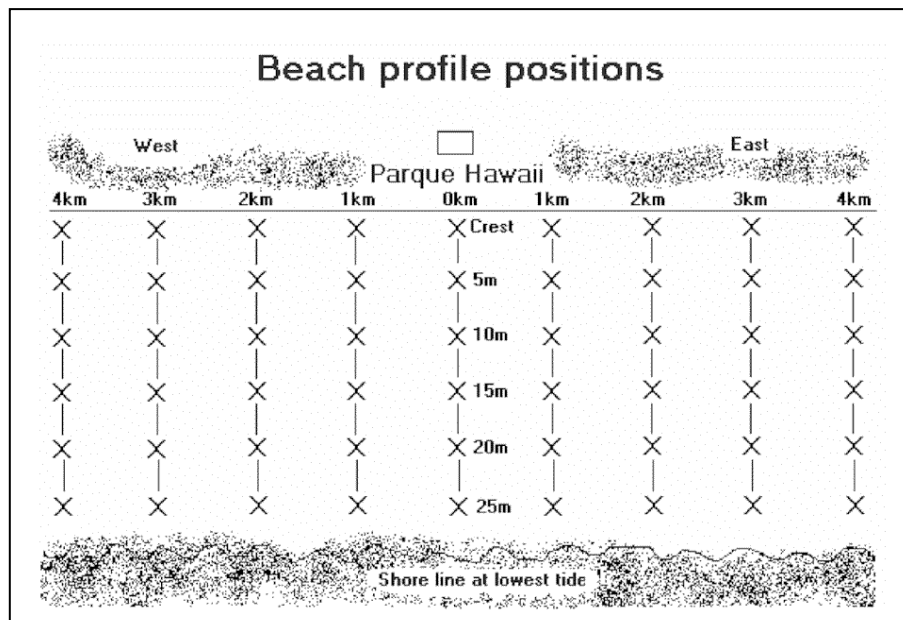 Beach profile positions
West
East
Parque Hawaii
4km 3km 2km 1km 0km 1km 2km 3km 4km
Crest
5m
10m
15m
20m
25m
Shore line at lowest tide